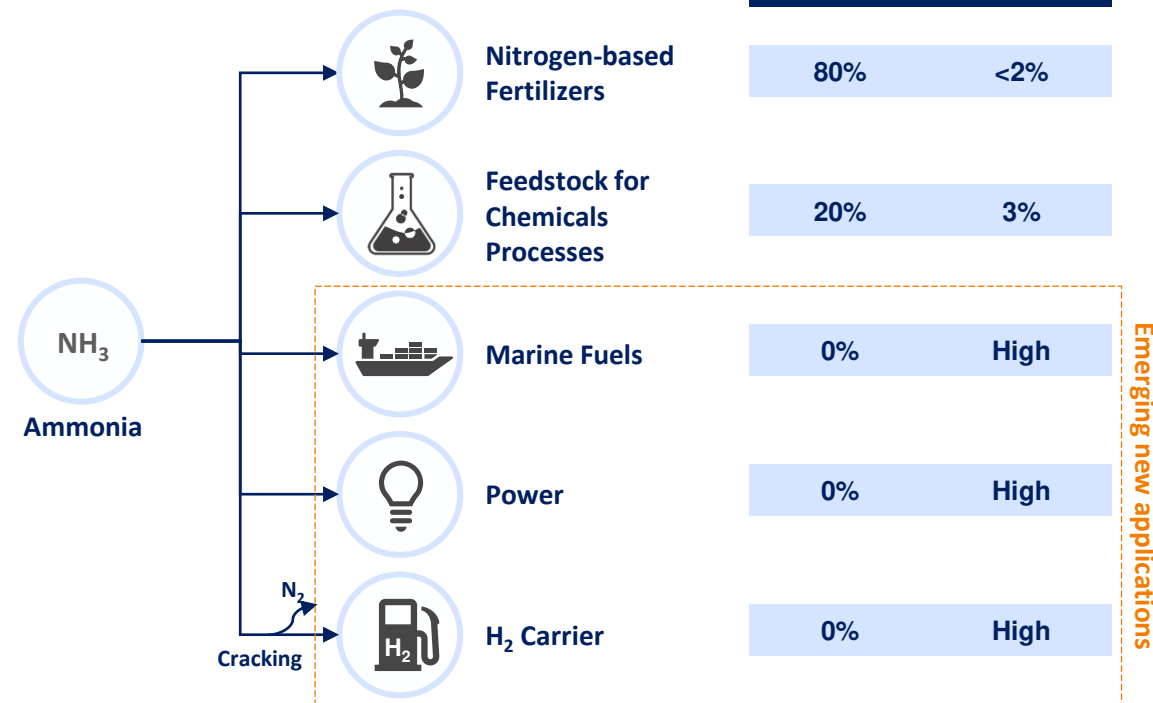 Nitrogen-based
Fertilizers
80%
<2%
Feedstock for
Chemicals
Processes
20%
3%
NH₃
Ammonia
Marine Fuels
0%
High
Power
0%
High
N₂
Cracking
H₂
H₂ Carrier
0%
High
Emerging new applications